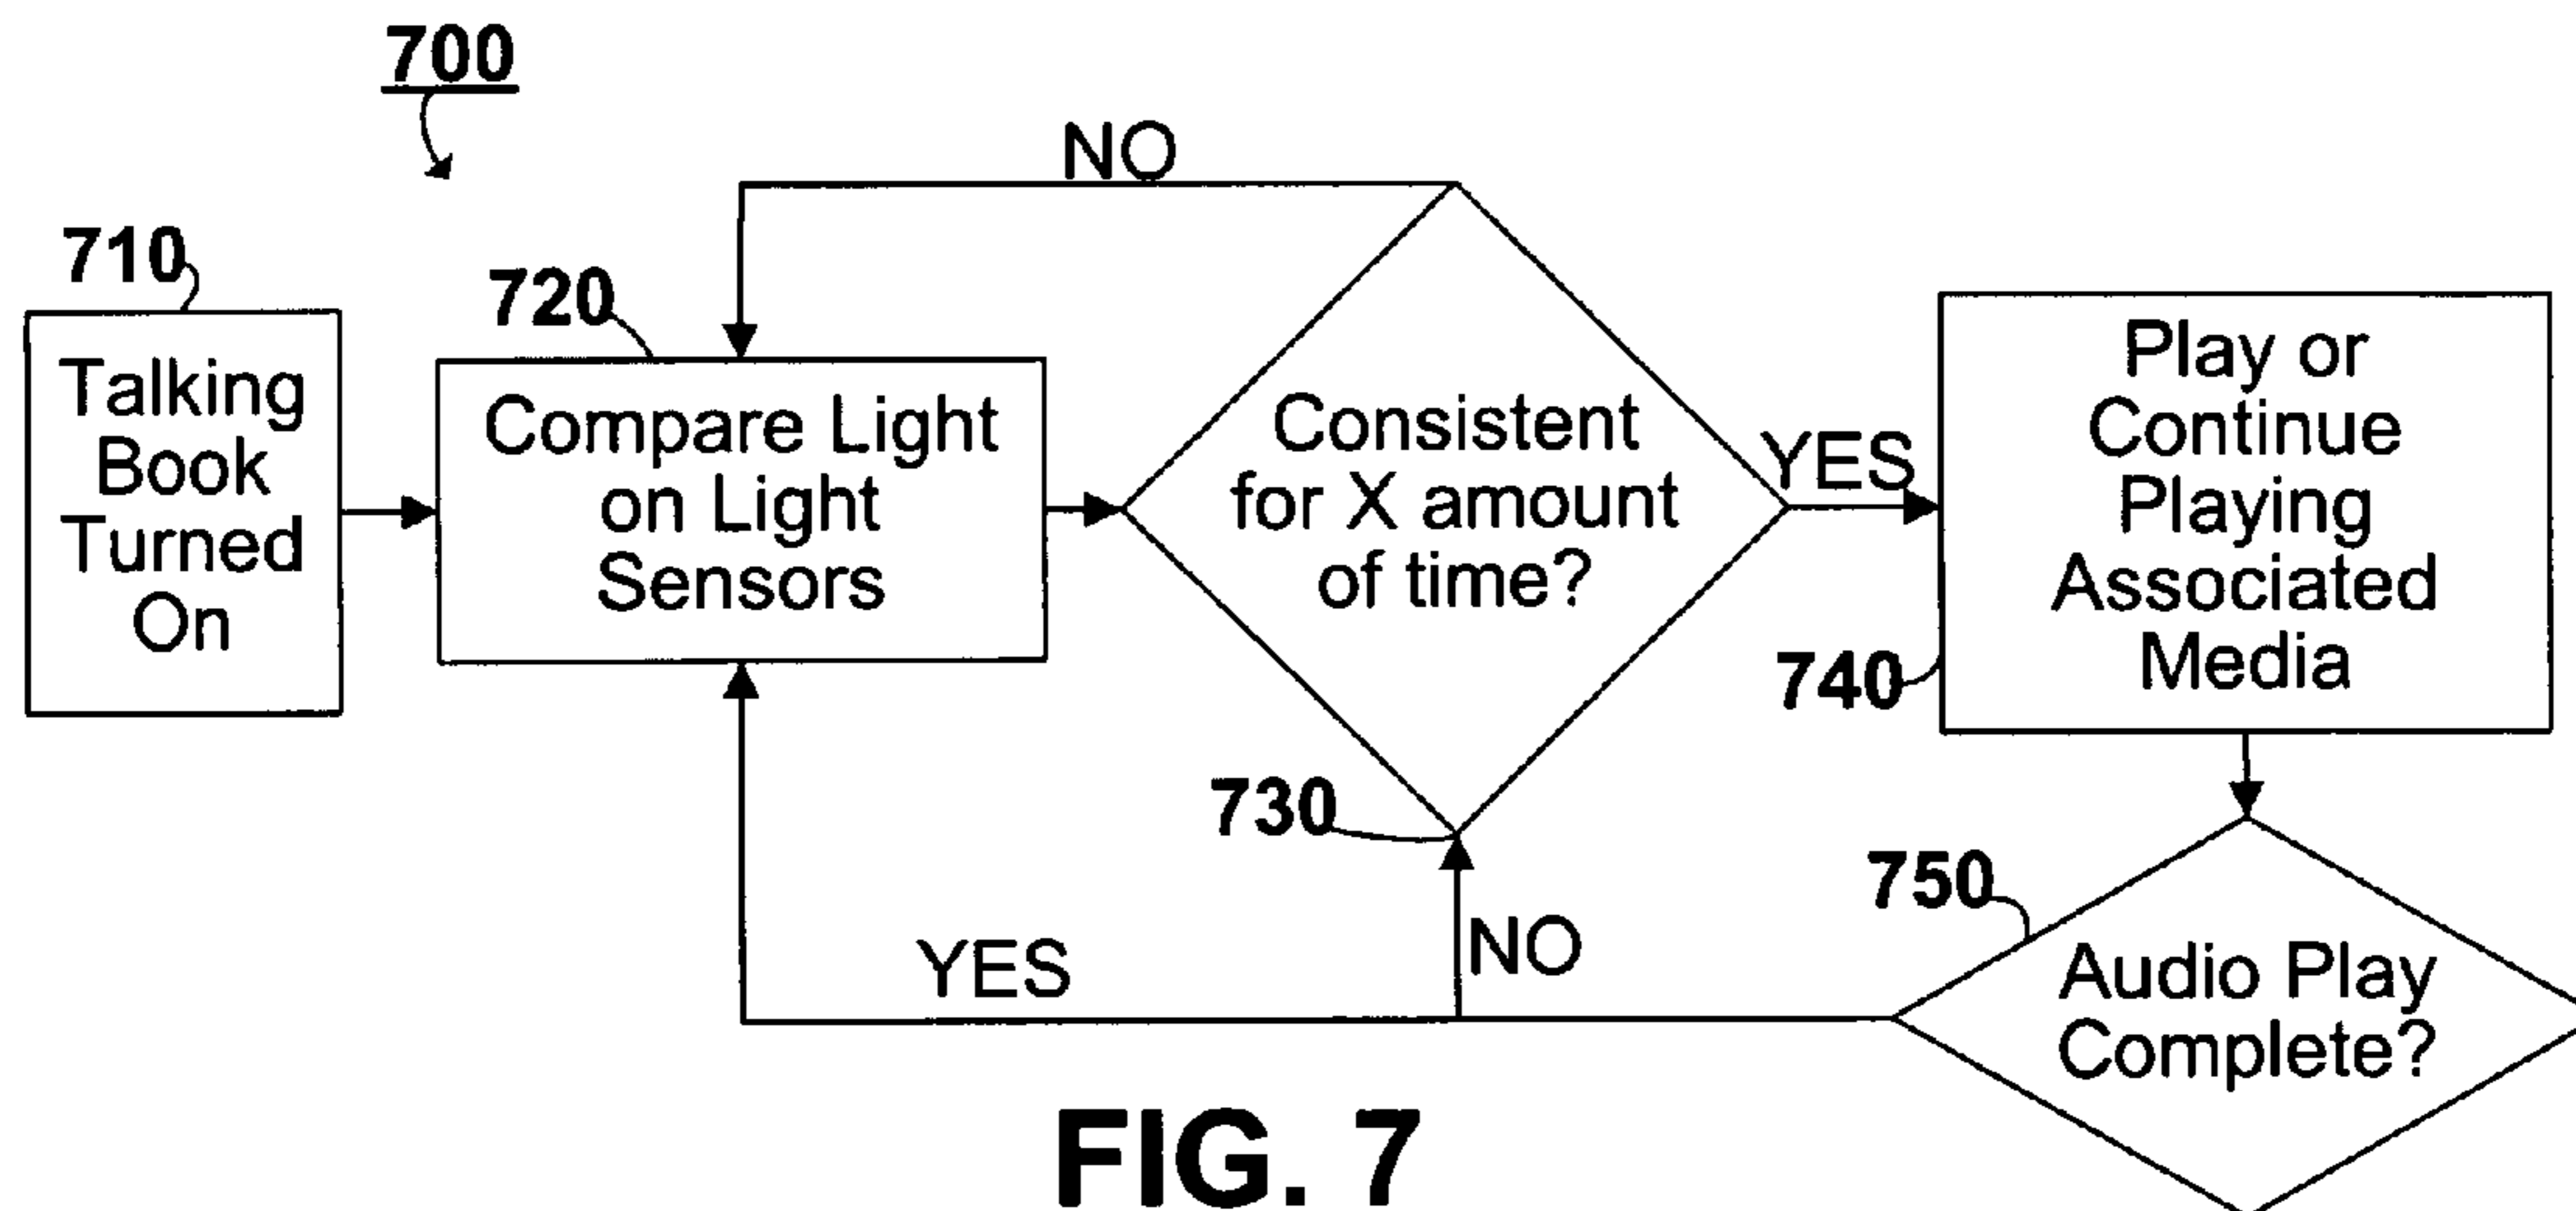 700
NO
710
720
Talking
Book
Turned
On
Compare Light
on Light
Sensors
Consistent
for X amount
of time?
YES
Play or
Continue
Playing
Associated
Media
740
730
750
YES
NO
Audio Play
Complete?
FIG. 7